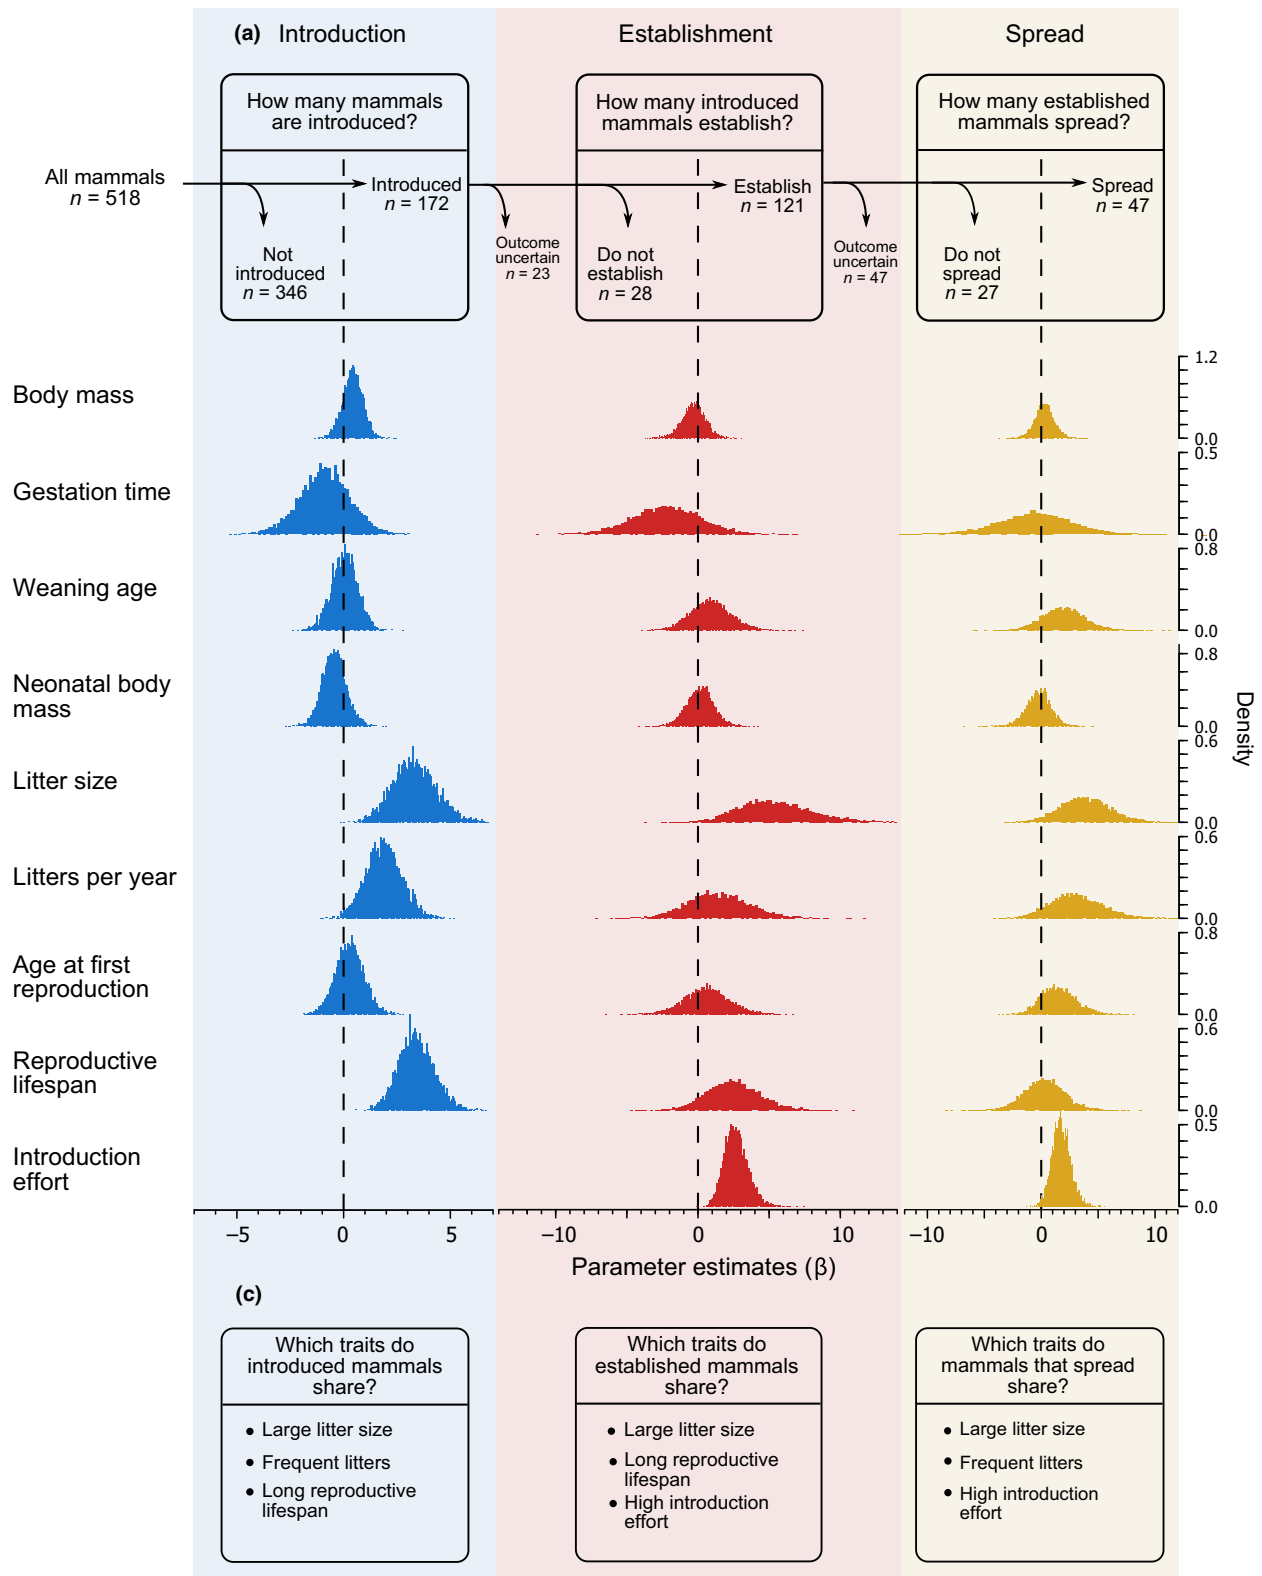 (a) Introduction
Establishment
Spread
How many mammals
are introduced?
How many introduced
mammals establish?
How many established
mammals spread?
All mammals
n = 518
Introduced
n = 172
Not
introduced
n = 346
Outcome
uncertain
n = 23
Establish
n = 121
Do not
establish
n = 28
Outcome
uncertain
n = 47
Spread
n = 47
Do not
spread
n = 27
Body mass
1.2
0.0
Gestation time
0.5
0.0
Weaning age
0.8
0.0
Neonatal body
mass
0.8
0.0
Litter size
0.6
0.0
Litters per year
0.6
0.0
Age at first
reproduction
0.8
0.0
Reproductive
lifespan
0.6
0.0
Introduction
effort
0.5
0.0
Density
−5 0 5
−10 0 10
−10 0 10
Parameter estimates (β)
(c)
Which traits do
introduced mammals
share?
• Large litter size
• Frequent litters
• Long reproductive
lifespan
Which traits do
established mammals
share?
• Large litter size
• Long reproductive
lifespan
• High introduction
effort
Which traits do
mammals that spread
share?
• Large litter size
• Frequent litters
• High introduction
effort